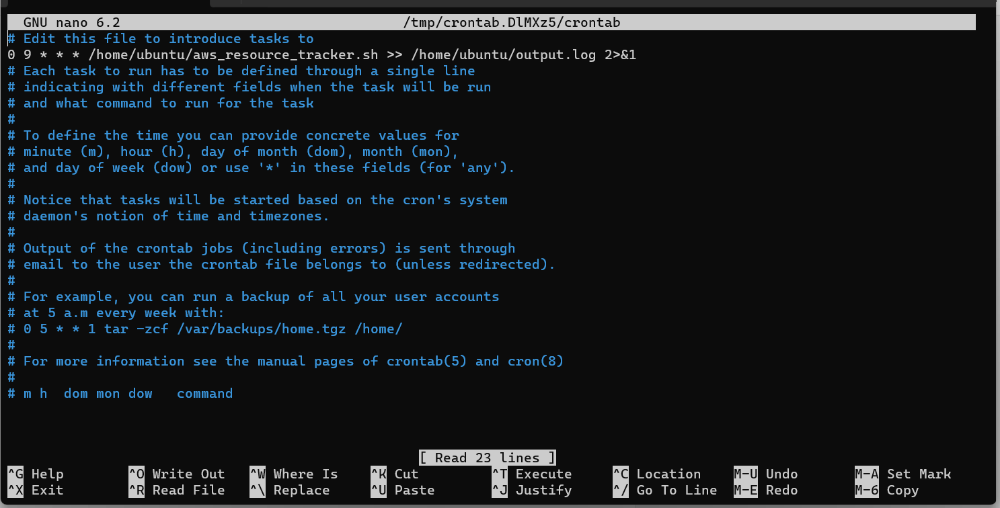 GNU nano 6.2 /tmp/crontab.DlMXz5/crontab
# Edit this file to introduce tasks to
0 9 * * * /home/ubuntu/aws_resource_tracker.sh >> /home/ubuntu/output.log 2>&1
# Each task to run has to be defined through a single line
# indicating with different fields when the task will be run
# and what command to run for the task
#
# To define the time you can provide concrete values for
# minute (m), hour (h), day of month (dom), month (mon),
# and day of week (dow) or use '*' in these fields (for 'any').
#
# Notice that tasks will be started based on the cron's system
# daemon's notion of time and timezones.
#
# Output of the crontab jobs (including errors) is sent through
# email to the user the crontab file belongs to (unless redirected).
#
# For example, you can run a backup of all your user accounts
# at 5 a.m every week with:
# 0 5 * * 1 tar -zcf /var/backups/home.tgz /home/
#
# For more information see the manual pages of crontab(5) and cron(8)
#
# m h  dom mon dow   command
[ Read 23 lines ]
^G Help ^O Write Out ^W Where Is ^K Cut ^T Execute ^C Location M-U Undo M-A Set Mark
^X Exit ^R Read File ^\ Replace ^U Paste ^J Justify ^/ Go To Line M-E Redo M-6 Copy